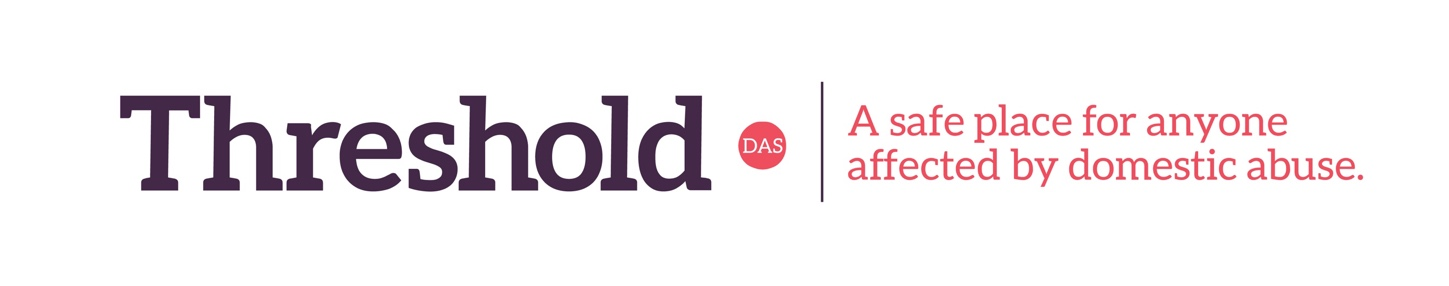 Threshold
DAS
A safe place for anyone
affected by domestic abuse.